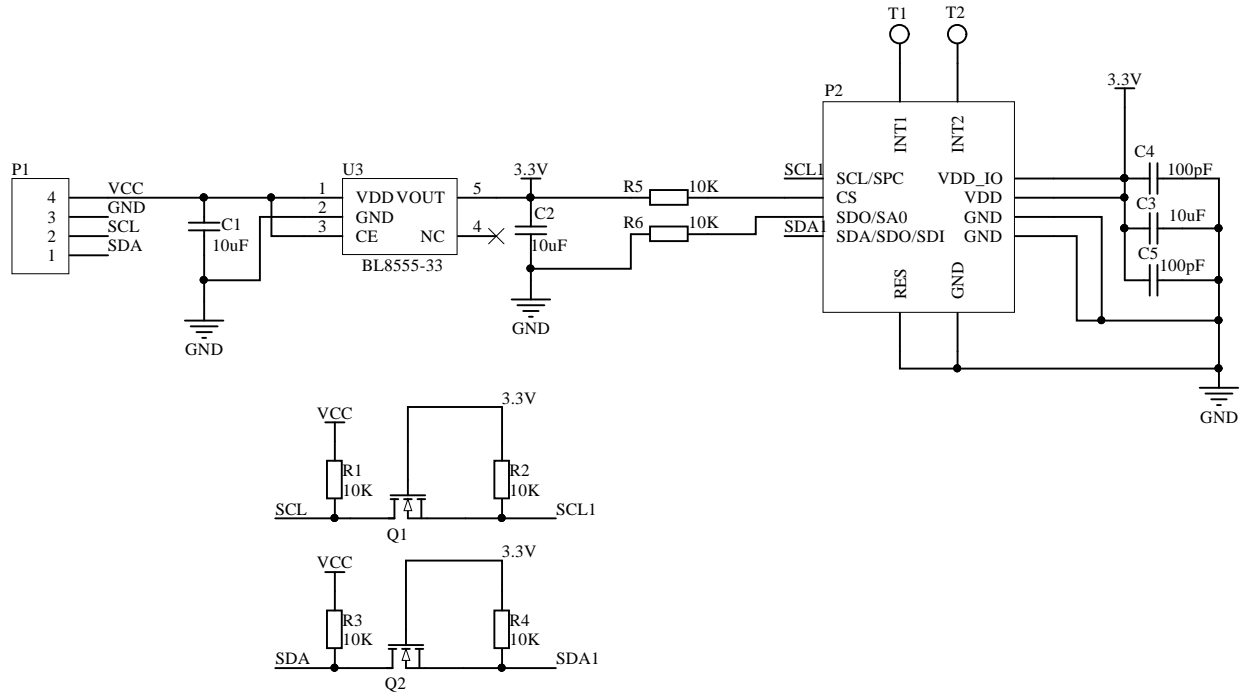 T1
T2
P2
3.3V
INT1
INT2
C4
100pF
P1
U3
3.3V
SCL1
SCL/SPC
VDD_IO
4
VCC
1
VDD
VOUT
5
R5
10K
CS
VDD
3
GND
2
GND
C2
R6
10K
SDO/SA0
GND
C3
10uF
2
SCL
C1
3
CE
NC
4
SDA1
SDA/SDO/SDI
GND
1
SDA
10uF
10uF
C5
100pF
BL8555-33
RES
GND
GND
GND
GND
VCC
3.3V
R1
10K
R2
10K
SCL
SCL1
Q1
VCC
3.3V
R3
10K
R4
10K
SDA
SDA1
Q2